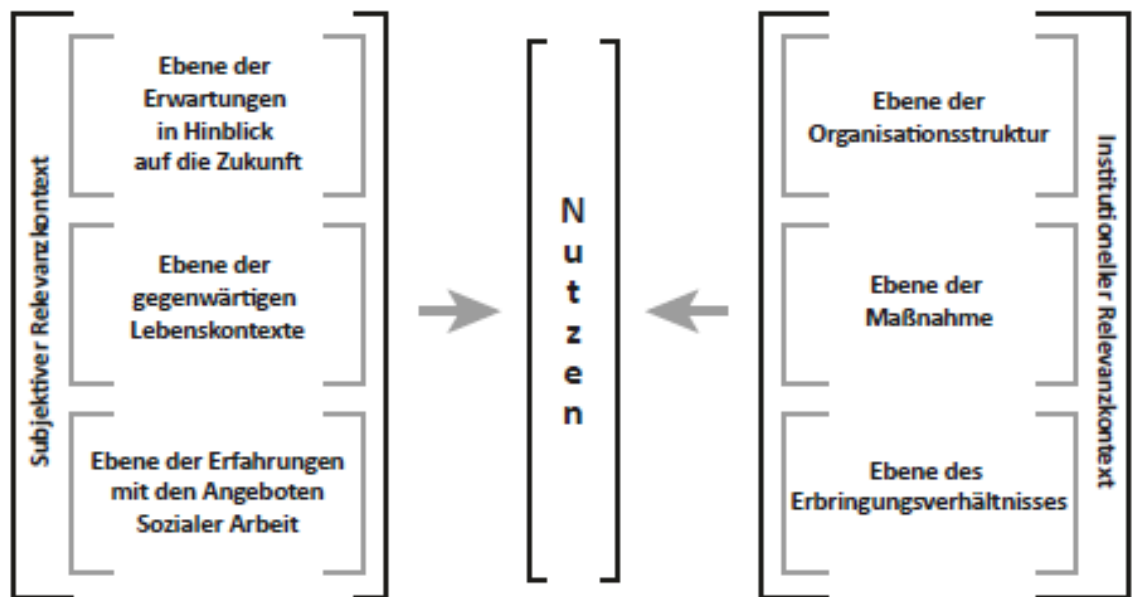 Subjektiver Relevanzkontext
Ebene der
Erwartungen
in Hinblick
auf die Zukunft
Ebene der
gegenwärtigen
Lebenskontexte
Ebene der Erfahrungen
mit den Angeboten
Sozialer Arbeit
N
u
t
z
e
n
Ebene der
Organisationsstruktur
Ebene der
Maßnahme
Ebene des
Erbringungsverhältnisses
Institutioneller Relevanzkontext